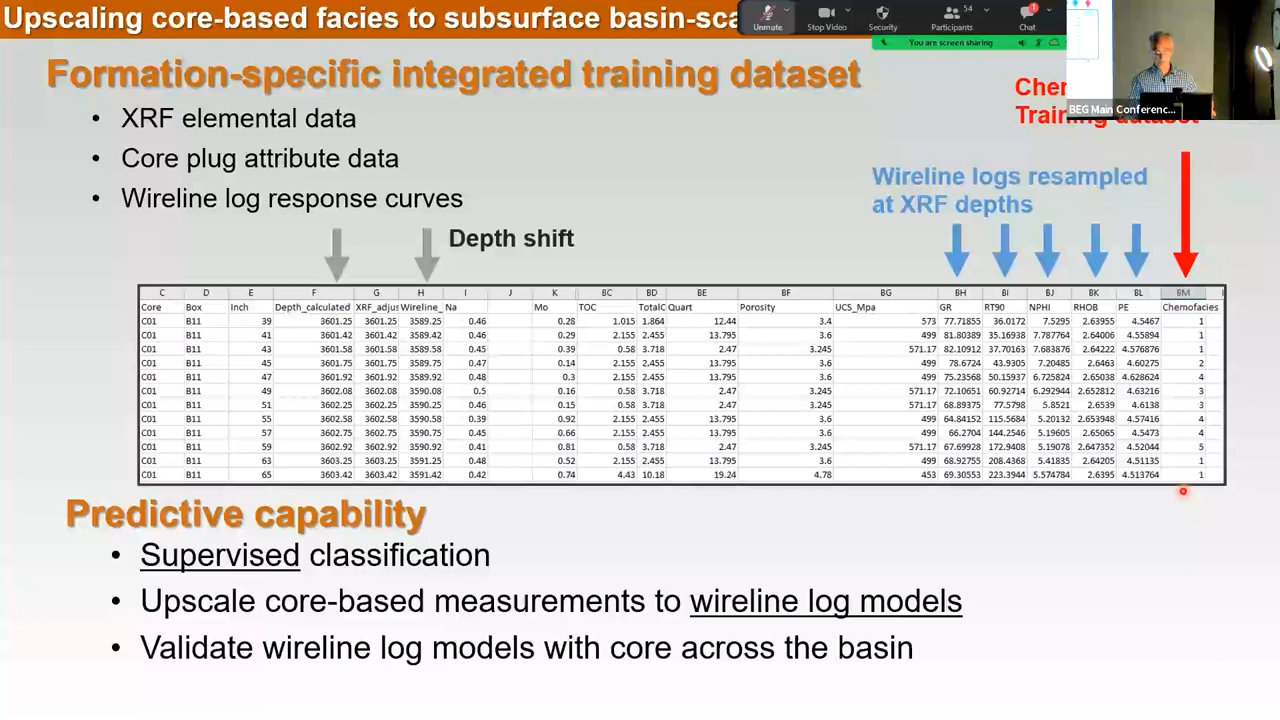 Upscaling core-based facies to subsurface basin-sca
Unmute
Stop Video
Security
54
Participants
1
Chat
You are screen sharing
BEG Main Conferenc...
Formation-specific integrated training dataset
• XRF elemental data
• Core plug attribute data
• Wireline log response curves
Depth shift
Wireline logs resampled
at XRF depths
C D E F G H I J K BC BD BE BF BG BH BI BJ BK BL BM
Core Box Inch Depth_calculated XRF_adjus Wireline_ Na Mo TOC TotalC Quart Porosity UCS_Mpa GR RT90 NPHI RHOB PE Chemofacies
C01 B11 39 3601.25 3601.25 3589.25 0.46 0.28 1.015 1.864 12.44 3.4 573 77.71855 36.0172 7.5295 2.63955 4.5467 1
C01 B11 41 3601.42 3601.42 3589.42 0.46 0.29 2.155 2.455 13.795 3.6 499 81.80389 35.16938 7.787764 2.64006 4.55894 1
C01 B11 43 3601.58 3601.58 3589.58 0.45 0.39 0.58 3.718 2.47 3.245 571.17 82.10912 37.70163 7.683876 2.64222 4.576876 1
C01 B11 45 3601.75 3601.75 3589.75 0.47 0.14 2.155 2.455 13.795 3.6 499 78.6724 43.9305 7.20485 2.6463 4.60275 2
C01 B11 47 3601.92 3601.92 3589.92 0.48 0.3 2.155 2.455 13.795 3.6 499 75.23568 50.15937 6.725824 2.65038 4.628624 4
C01 B11 49 3602.08 3602.08 3590.08 0.5 0.16 0.58 3.718 2.47 3.245 571.17 72.10651 60.92714 6.292944 2.652812 4.63216 3
C01 B11 51 3602.25 3602.25 3590.25 0.46 0.15 0.58 3.718 2.47 3.245 571.17 68.89375 77.5798 5.8521 2.6539 4.6138 3
C01 B11 55 3602.58 3602.58 3590.58 0.39 0.92 2.155 2.455 13.795 3.6 499 64.84152 115.5684 5.20132 2.653948 4.57416 4
C01 B11 57 3602.75 3602.75 3590.75 0.45 0.66 2.155 2.455 13.795 3.6 499 66.2704 144.2546 5.19605 2.65065 4.5473 4
C01 B11 59 3602.92 3602.92 3590.92 0.41 0.81 0.58 3.718 2.47 3.245 571.17 67.69928 172.9408 5.19078 2.647352 4.52044 5
C01 B11 63 3603.25 3603.25 3591.25 0.48 0.52 2.155 2.455 13.795 3.6 499 68.92755 208.4368 5.41835 2.64205 4.51135 1
C01 B11 65 3603.42 3603.42 3591.42 0.42 0.74 4.43 10.18 19.24 4.78 453 69.30553 223.3944 5.574784 2.6395 4.513764 1
Predictive capability
• Supervised classification
• Upscale core-based measurements to wireline log models
• Validate wireline log models with core across the basin